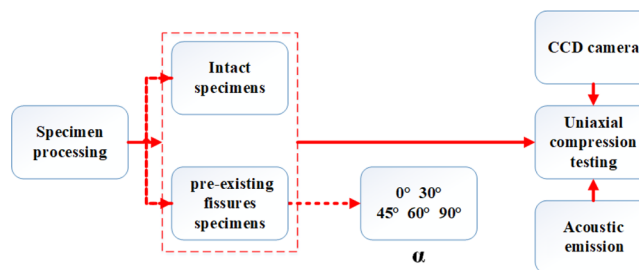 Specimen
processing
Intact
specimens
pre-existing
fissures
specimens
0° 30°
45° 60° 90°
α
CCD camera
Uniaxial
compression
testing
Acoustic
emission